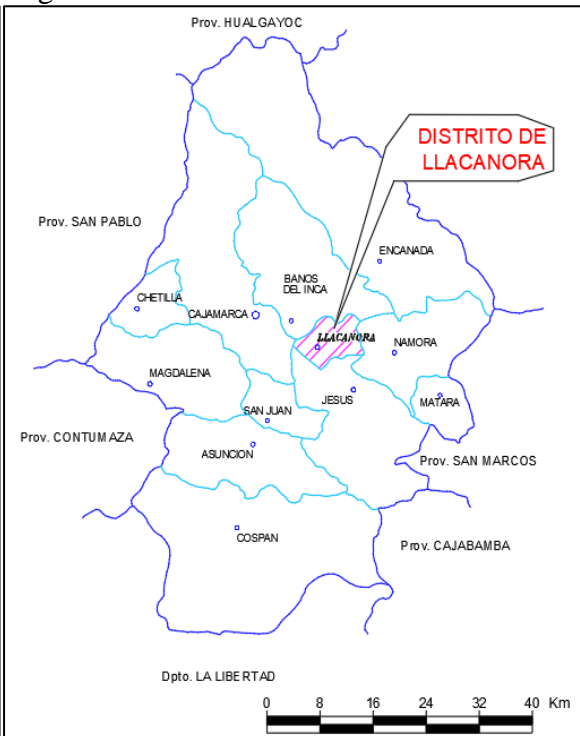 Prov. HUALGAYOC
DISTRITO DE
LLACANORA
Prov. SAN PABLO
ENCANADA
BANOS
DEL INCA
CHETILLA
CAJAMARCA
LLACANORA
NAMORA
MAGDALENA
JESUS
MATARA
SAN JUAN
Prov. CONTUMAZA
ASUNCION
Prov. SAN MARCOS
COSPAN
Prov. CAJABAMBA
Dpto. LA LIBERTAD
0 8 16 24 32 40 Km